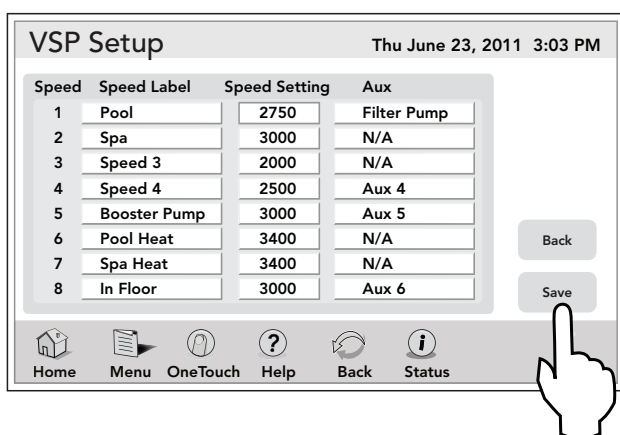 VSP Setup Thu June 23, 2011 3:03 PM
Speed Speed Label Speed Setting Aux
1 Pool 2750 Filter Pump
2 Spa 3000 N/A
3 Speed 3 2000 N/A
4 Speed 4 2500 Aux 4
5 Booster Pump 3000 Aux 5
6 Pool Heat 3400 N/A
7 Spa Heat 3400 N/A
8 In Floor 3000 Aux 6
Back
Save
Home Menu OneTouch Help Back Status